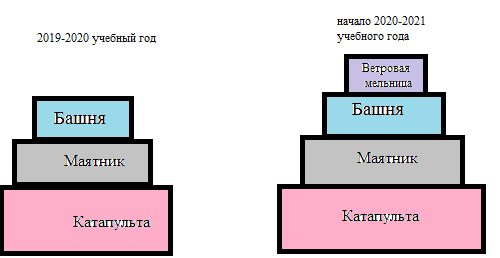 2019-2020 учебный год
Башня
Маятник
Катапульта
начало 2020-2021
учебного года
Ветровая
мельница
Башня
Маятник
Катапульта